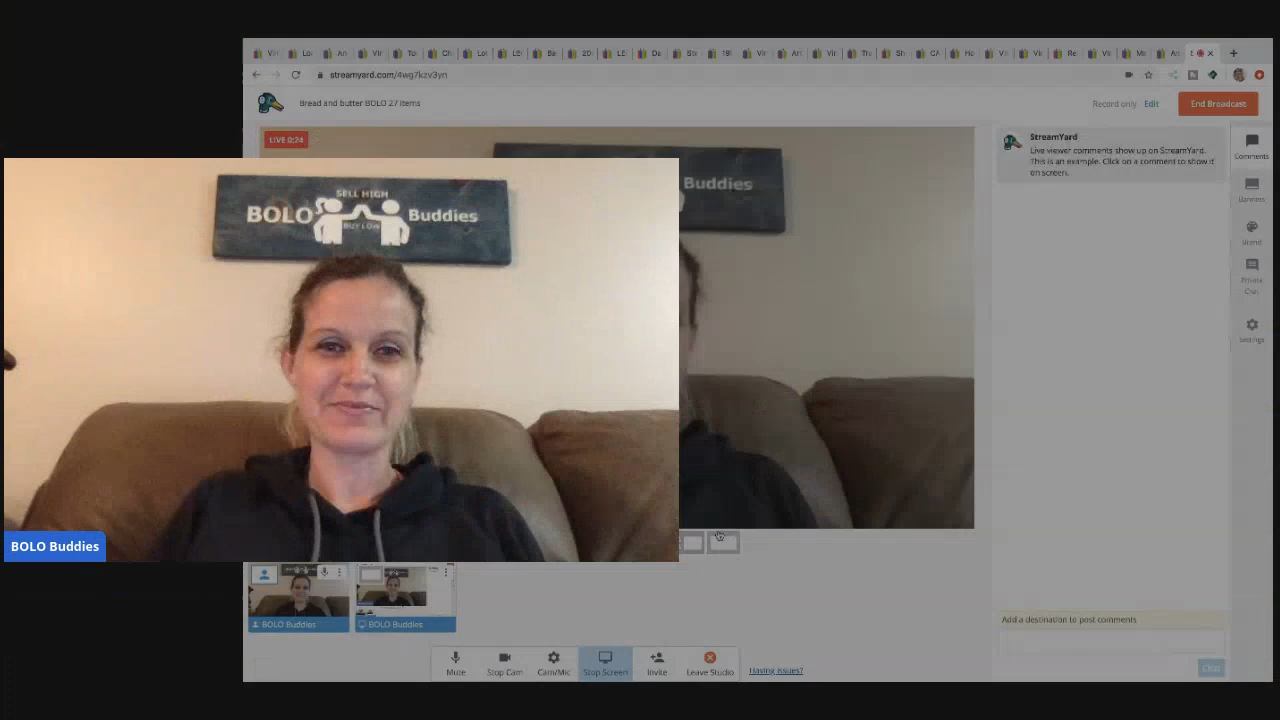 streamyard.com/4wg7kzv3yn
Bread and butter BOLO 27 items
Record only Edit End Broadcast
LIVE 0:24
StreamYard
Live viewer comments show up on StreamYard.
This is an example. Click on a comment to show it
on screen.
Comments
Banners
Brand
Private
Chat
Settings
SELL HIGH
BOLO Buddies
BUY LOW
Buddies
BOLO Buddies
BOLO Buddies
BOLO Buddies
Add a destination to post comments
Chat
Mute Stop Cam Cam/Mic Stop Screen Invite Leave Studio Having issues?